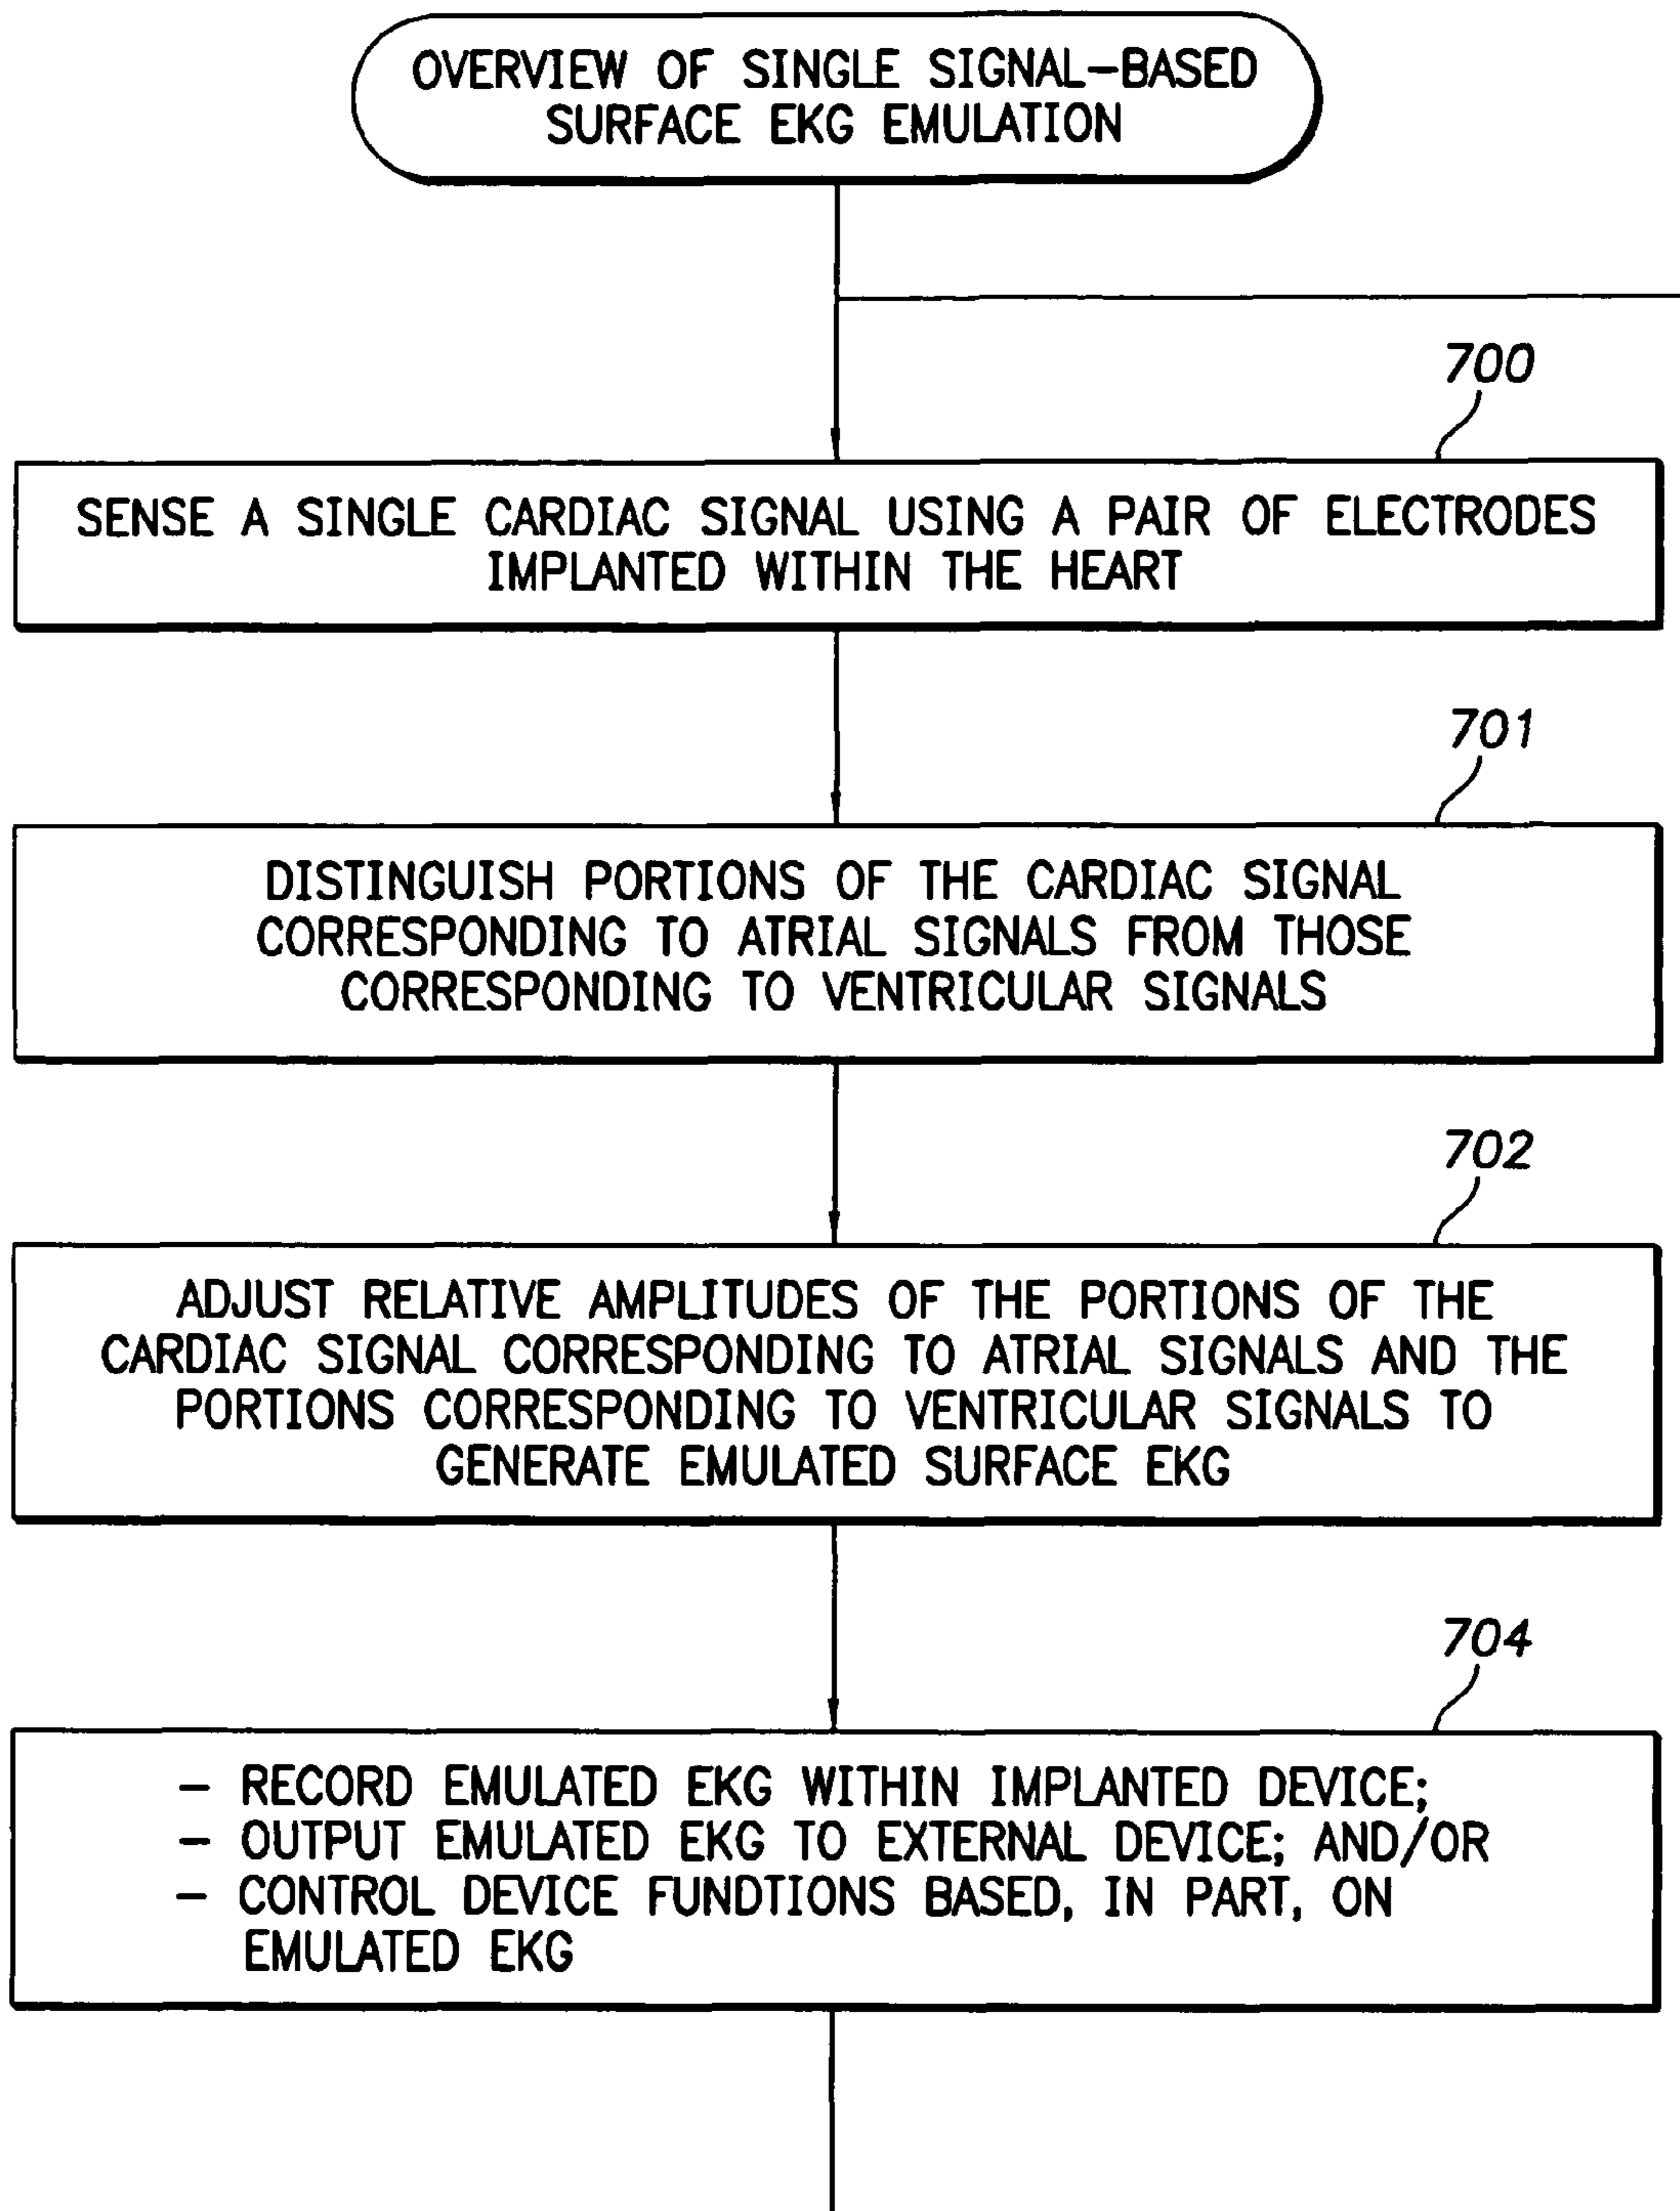 OVERVIEW OF SINGLE SIGNAL-BASED
SURFACE EKG EMULATION
700
SENSE A SINGLE CARDIAC SIGNAL USING A PAIR OF ELECTRODES
IMPLANTED WITHIN THE HEART
701
DISTINGUISH PORTIONS OF THE CARDIAC SIGNAL
CORRESPONDING TO ATRIAL SIGNALS FROM THOSE
CORRESPONDING TO VENTRICULAR SIGNALS
702
ADJUST RELATIVE AMPLITUDES OF THE PORTIONS OF THE
CARDIAC SIGNAL CORRESPONDING TO ATRIAL SIGNALS AND THE
PORTIONS CORRESPONDING TO VENTRICULAR SIGNALS TO
GENERATE EMULATED SURFACE EKG
704
– RECORD EMULATED EKG WITHIN IMPLANTED DEVICE;
– OUTPUT EMULATED EKG TO EXTERNAL DEVICE; AND/OR
– CONTROL DEVICE FUNDTIONS BASED, IN PART, ON
EMULATED EKG